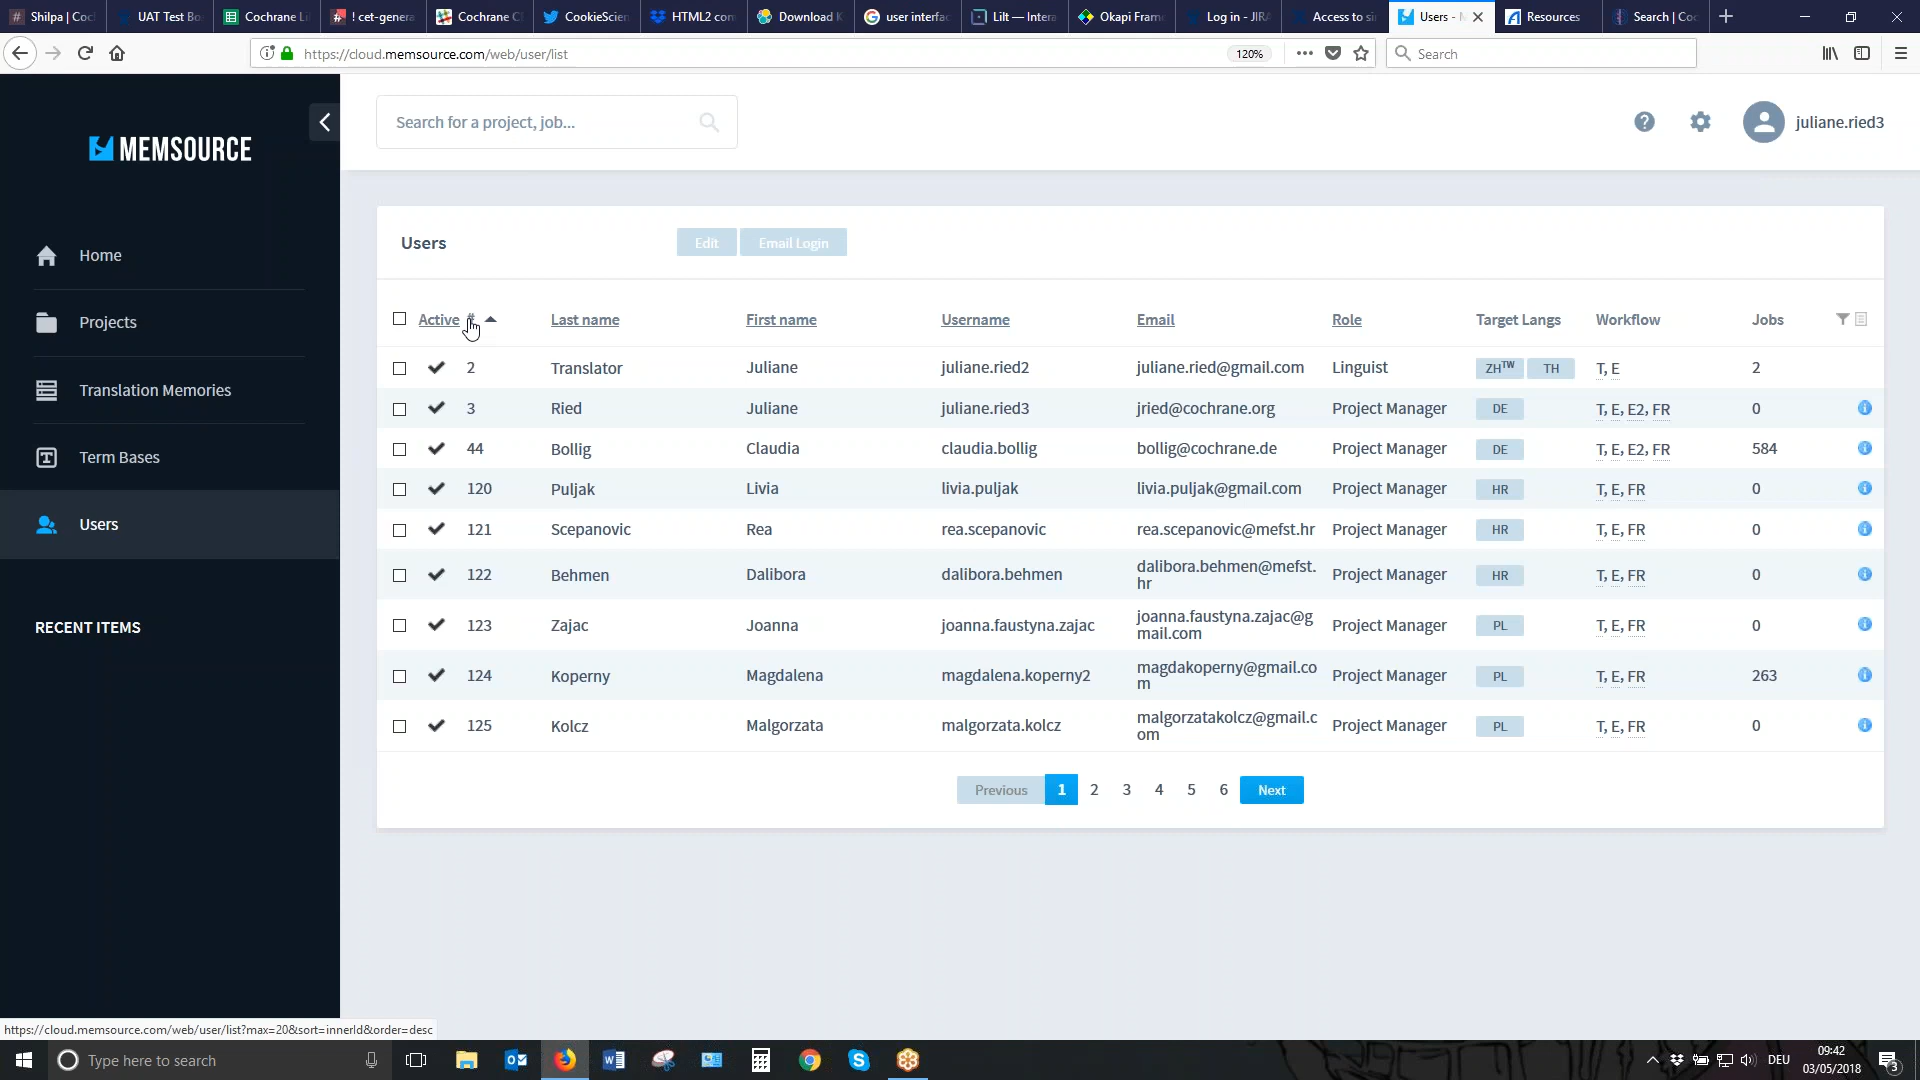 Shilpa | Coc
UAT Test Bo
Cochrane Li
! cet-genera
Cochrane C
CookieScien
HTML2 con
Download K
user interfac
Lilt — Intera
Okapi Fram
Log in - JIRA
Access to si
Users - M
Resources
Search | Coc
https://cloud.memsource.com/web/user/list
120%
Search
MEMSOURCE
Search for a project, job...
juliane.ried3
Home
Projects
Translation Memories
Term Bases
Users
RECENT ITEMS
Users
Edit
Email Login
Active # Last name First name Username Email Role Target Langs Workflow Jobs
2 Translator Juliane juliane.ried2 juliane.ried@gmail.com Linguist ZHTW TH T, E 2
3 Ried Juliane juliane.ried3 jried@cochrane.org Project Manager DE T, E, E2, FR 0
44 Bollig Claudia claudia.bollig bollig@cochrane.de Project Manager DE T, E, E2, FR 584
120 Puljak Livia livia.puljak livia.puljak@gmail.com Project Manager HR T, E, FR 0
121 Scepanovic Rea rea.scepanovic rea.scepanovic@mefst.hr Project Manager HR T, E, FR 0
122 Behmen Dalibora dalibora.behmen dalibora.behmen@mefst.
hr Project Manager HR T, E, FR 0
123 Zajac Joanna joanna.faustyna.zajac joanna.faustyna.zajac@g
mail.com Project Manager PL T, E, FR 0
124 Koperny Magdalena magdalena.koperny2 magdakoperny@gmail.co
m Project Manager PL T, E, FR 263
125 Kolcz Malgorzata malgorzata.kolcz malgorzatakolcz@gmail.c
om Project Manager PL T, E, FR 0
Previous 1 2 3 4 5 6 Next
https://cloud.memsource.com/web/user/list?max=20&sort=innerId&order=desc
Type here to search
DEU
09:42
03/05/2018
3